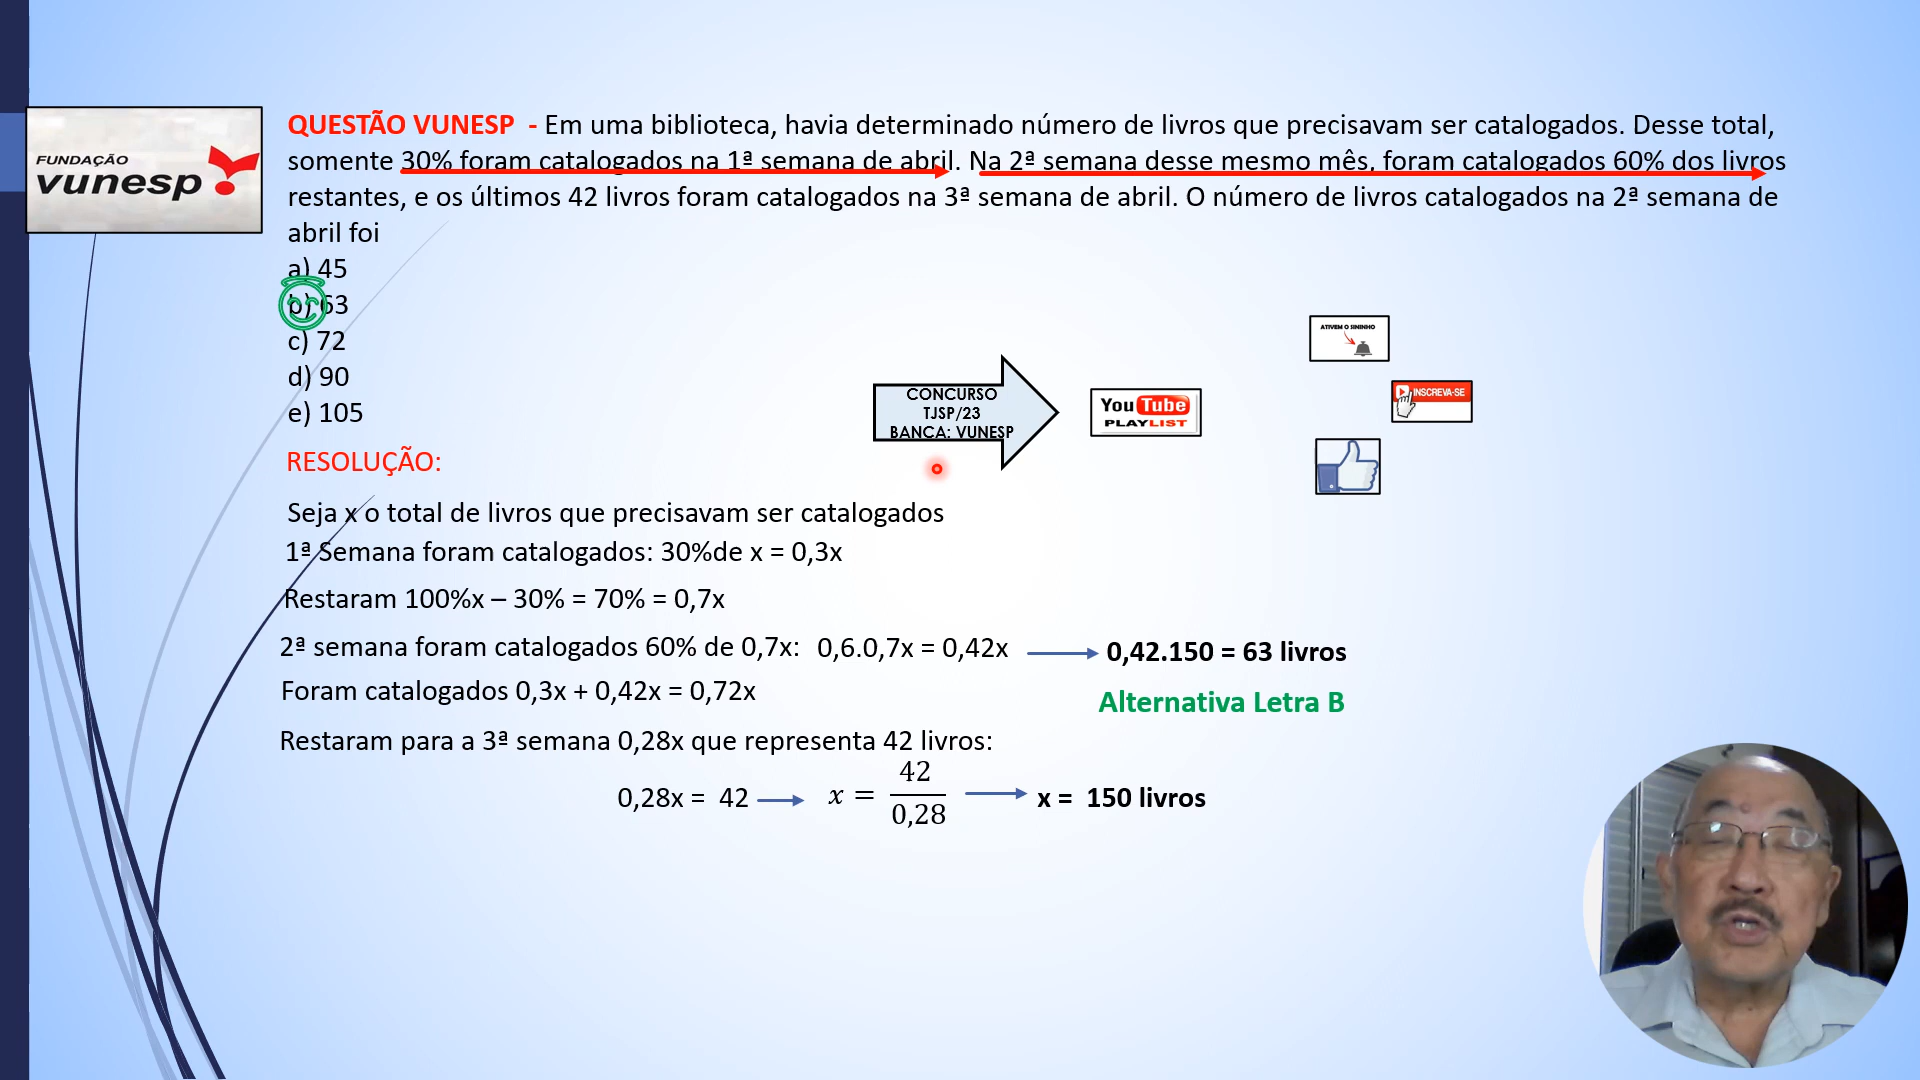 FUNDAÇÃO
vunesp
QUESTÃO VUNESP - Em uma biblioteca, havia determinado número de livros que precisavam ser catalogados. Desse total,
somente 30% foram catalogados na 1ª semana de abril. Na 2ª semana desse mesmo mês, foram catalogados 60% dos livros
restantes, e os últimos 42 livros foram catalogados na 3ª semana de abril. O número de livros catalogados na 2ª semana de
abril foi
a) 45
b) 63
c) 72
d) 90
e) 105
ATIVEM O SININHO
CONCURSO
TJSP/23
BANCA: VUNESP
YouTube
PLAYLIST
INSCREVA-SE
RESOLUÇÃO:
Seja x o total de livros que precisavam ser catalogados
1ª Semana foram catalogados: 30%de x = 0,3x
Restaram 100%x – 30% = 70% = 0,7x
2ª semana foram catalogados 60% de 0,7x: 0,6.0,7x = 0,42x
0,42.150 = 63 livros
Foram catalogados 0,3x + 0,42x = 0,72x
Alternativa Letra B
Restaram para a 3ª semana 0,28x que representa 42 livros:
0,28x = 42
x = 42/0,28
x = 150 livros